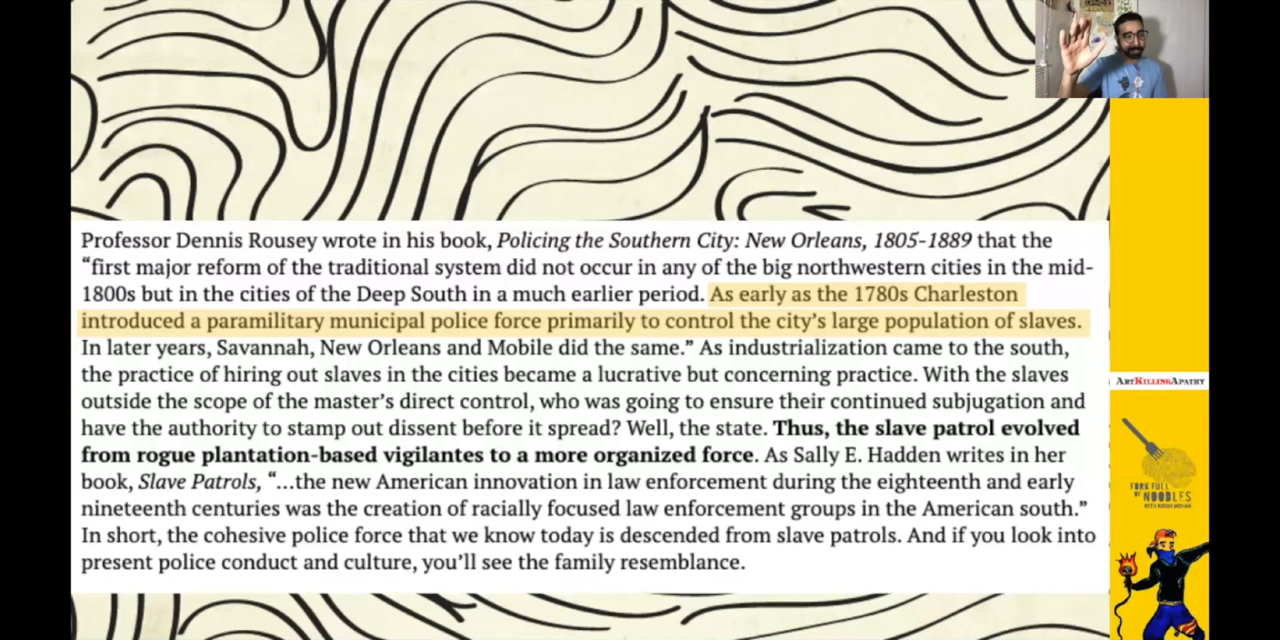 Professor Dennis Rousey wrote in his book, Policing the Southern City: New Orleans, 1805-1889 that the
“first major reform of the traditional system did not occur in any of the big northwestern cities in the mid-
1800s but in the cities of the Deep South in a much earlier period. As early as the 1780s Charleston
introduced a paramilitary municipal police force primarily to control the city’s large population of slaves.
In later years, Savannah, New Orleans and Mobile did the same.” As industrialization came to the south,
the practice of hiring out slaves in the cities became a lucrative but concerning practice. With the slaves
outside the scope of the master’s direct control, who was going to ensure their continued subjugation and
have the authority to stamp out dissent before it spread? Well, the state. Thus, the slave patrol evolved
from rogue plantation-based vigilantes to a more organized force. As Sally E. Hadden writes in her
book, Slave Patrols, “...the new American innovation in law enforcement during the eighteenth and early
nineteenth centuries was the creation of racially focused law enforcement groups in the American south.”
In short, the cohesive police force that we know today is descended from slave patrols. And if you look into
present police conduct and culture, you’ll see the family resemblance.
ArtKillingApathy
FORK FULL
OF NOODLES
WITH KRISH MOHAN